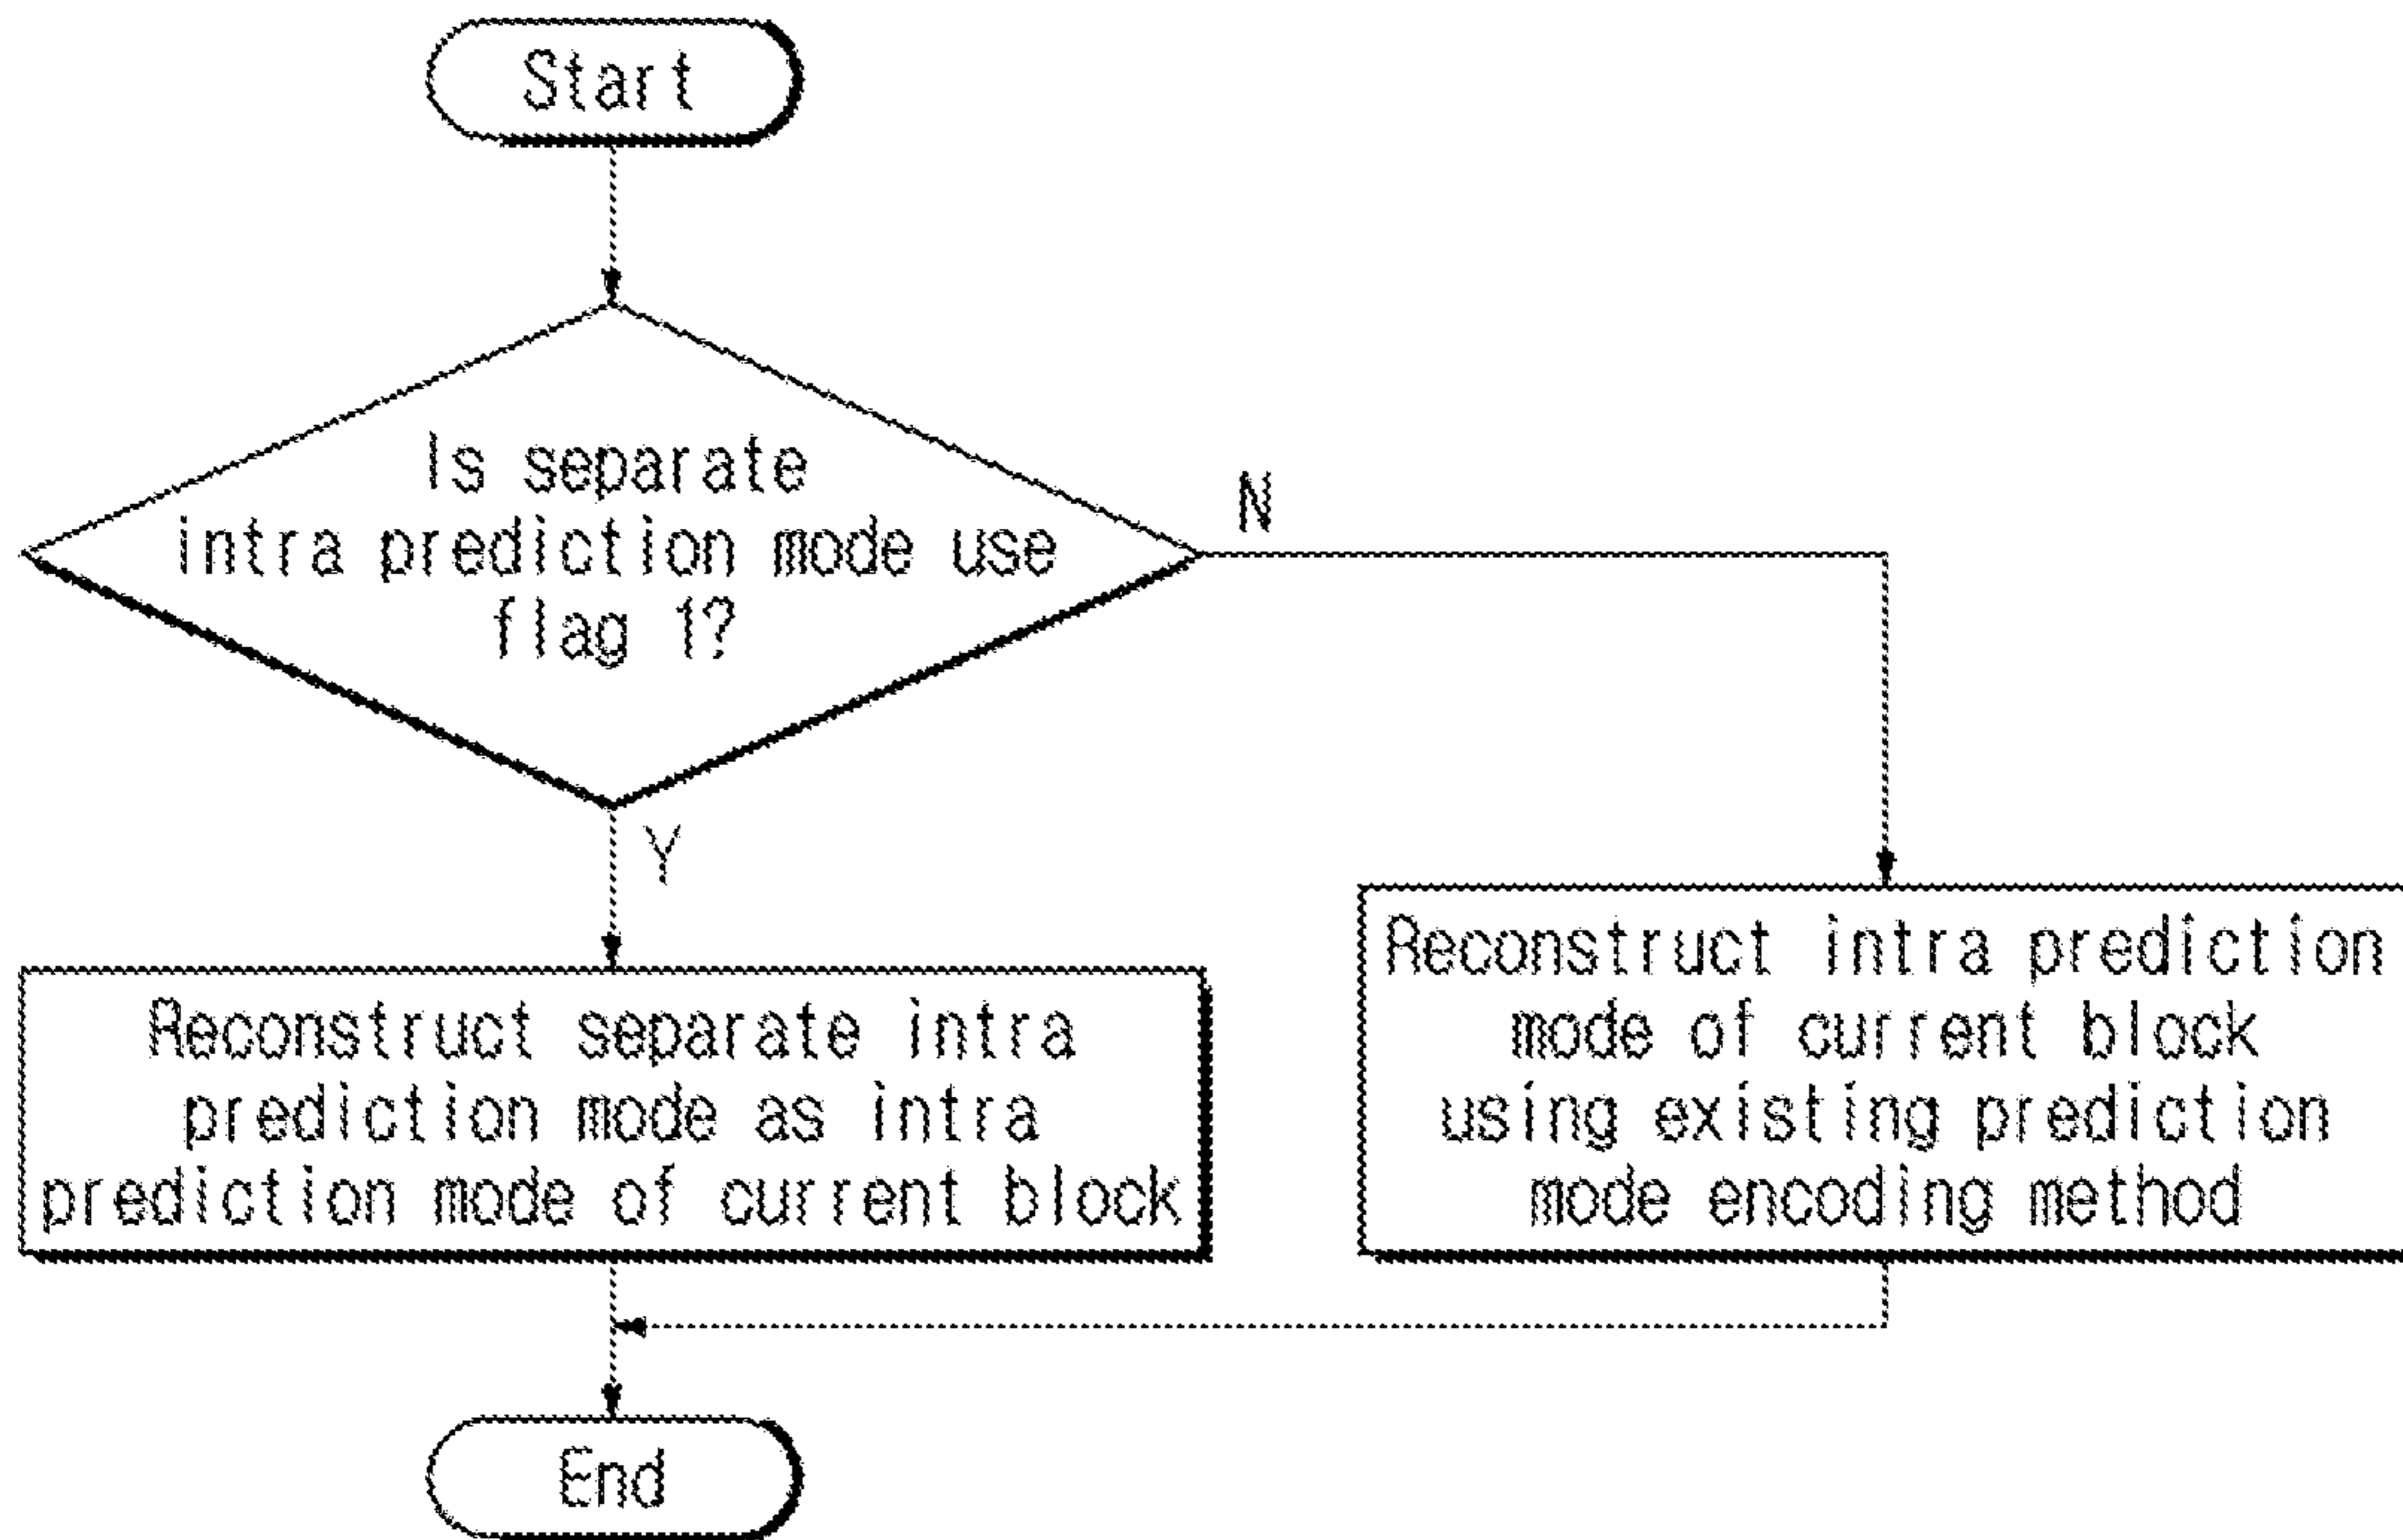 Start
Is separate
intra prediction mode use
flag 1?
N
Y
Reconstruct separate intra
prediction mode as intra
prediction mode of current block
Reconstruct intra prediction
mode of current block
using existing prediction
mode encoding method
End